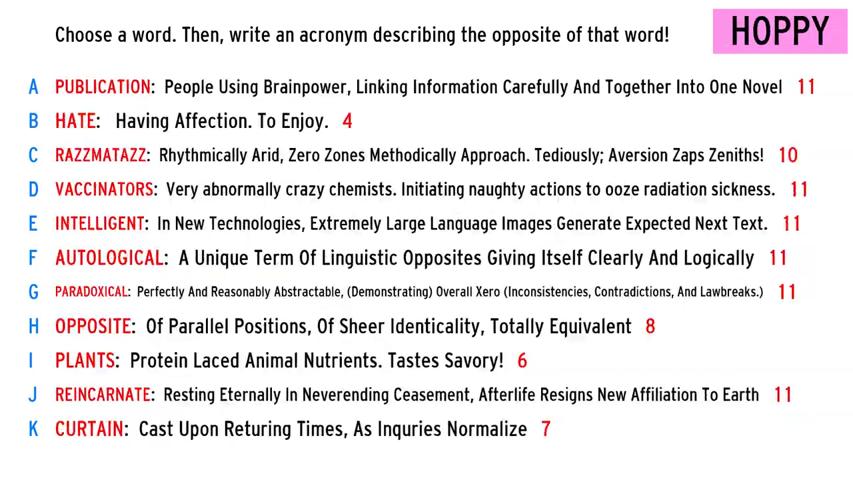 Choose a word. Then, write an acronym describing the opposite of that word!
HOPPY
A PUBLICATION: People Using Brainpower, Linking Information Carefully And Together Into One Novel 11
B HATE: Having Affection. To Enjoy. 4
C RAZZMATAZZ: Rhythmically Arid, Zero Zones Methodically Approach. Tediously; Aversion Zaps Zeniths! 10
D VACCINATORS: Very abnormally crazy chemists. Initiating naughty actions to ooze radiation sickness. 11
E INTELLIGENT: In New Technologies, Extremely Large Language Images Generate Expected Next Text. 11
F AUTOLOGICAL: A Unique Term Of Linguistic Opposites Giving Itself Clearly And Logically 11
G PARADOXICAL: Perfectly And Reasonably Abstractable, (Demonstrating) Overall Xero (Inconsistencies, Contradictions, And Lawbreaks.) 11
H OPPOSITE: Of Parallel Positions, Of Sheer Identicality, Totally Equivalent 8
I PLANTS: Protein Laced Animal Nutrients. Tastes Savory! 6
J REINCARNATE: Resting Eternally In Neverending Ceasement, Afterlife Resigns New Affiliation To Earth 11
K CURTAIN: Cast Upon Returing Times, As Inquries Normalize 7